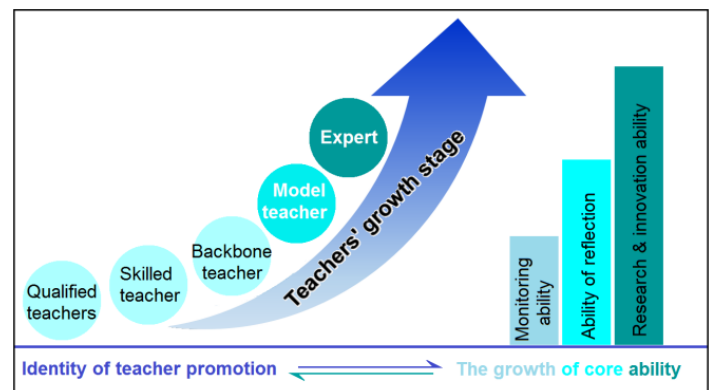 Expert
Model
teacher
Backbone
teacher
Skilled
teacher
Qualified
teachers
Teachers' growth stage
Monitoring
ability
Ability of reflection
Research & innovation ability
Identity of teacher promotion
The growth of core ability